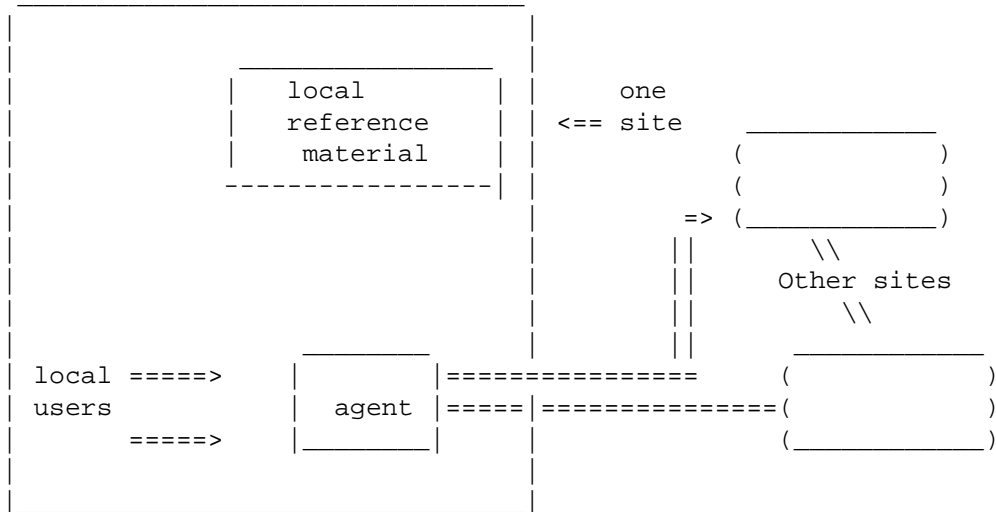 local
reference
material
one
<== site
=>
Other sites
local =====>
users
=====>
agent